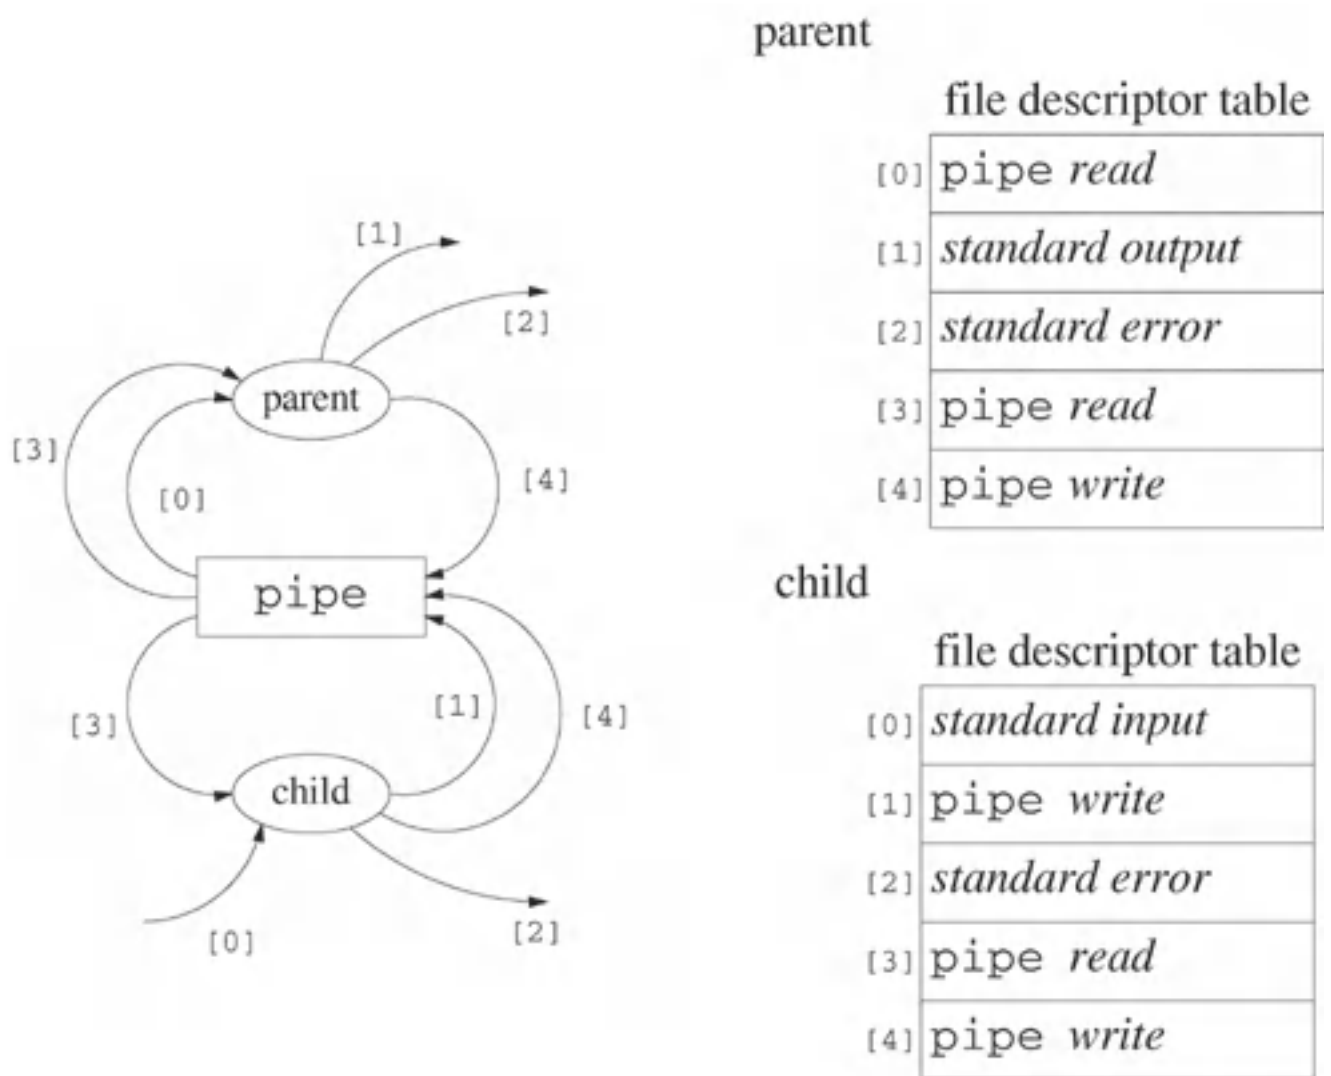 [1]
[2]
parent
[3]
[0]
[4]
pipe
[3]
[1]
[4]
child
[0]
[2]
parent
file descriptor table
[0] pipe read
[1] standard output
[2] standard error
[3] pipe read
[4] pipe write
child
file descriptor table
[0] standard input
[1] pipe write
[2] standard error
[3] pipe read
[4] pipe write